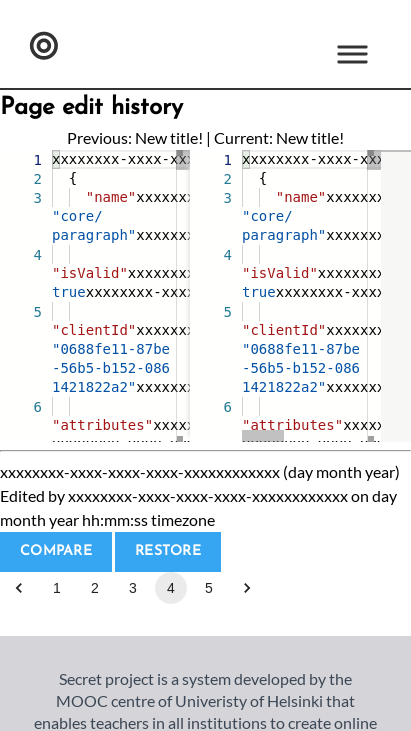 Page edit history
Previous: New title! | Current: New title!
1 xxxxxxxx-xxxx-xxx 1 xxxxxxxx-xxxx-xxx
2 { 2 {
3 "name"xxxxxxx 3 "name"xxxxxx
"core/ "core/
paragraph"xxxxxxx paragraph"xxxxxx
4 4
"isValid"xxxxxxxx "isValid"xxxxxxx
truexxxxxxxx-xxxx truexxxxxxxx-xxx
5 5
"clientId"xxxxxxx "clientId"xxxxxx
"0688fe11-87be "0688fe11-87be
-56b5-b152-086 -56b5-b152-086
1421822a2"xxxxxxx 1421822a2"xxxxxx
6 6
"attributes"xxxxx "attributes"xxxx
xxxxxxxx-xxxx-xxxx-xxxx-xxxxxxxxxxxx (day month year)
Edited by xxxxxxxx-xxxx-xxxx-xxxx-xxxxxxxxxxxx on day
month year hh:mm:ss timezone
COMPARE RESTORE
1 2 3 4 5
Secret project is a system developed by the
MOOC centre of Univeristy of Helsinki that
enables teachers in all institutions to create online